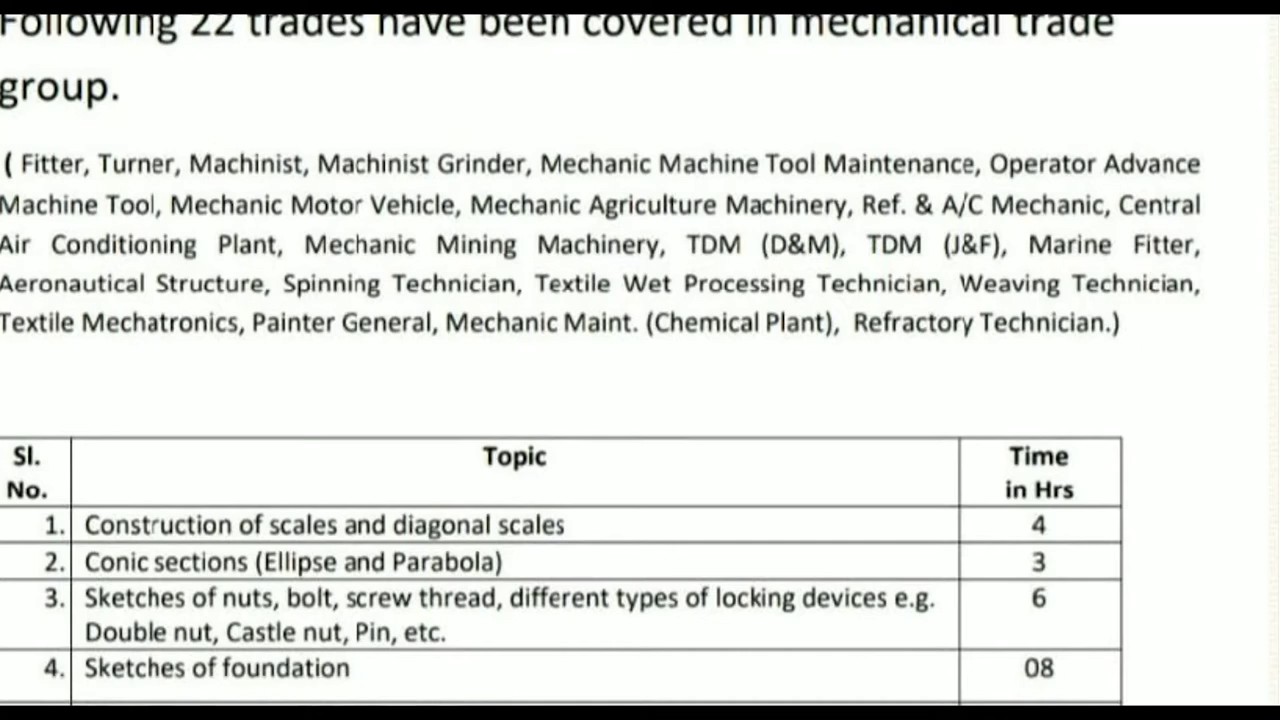 Following 22 trades have been covered in mechanical trade
group.
( Fitter, Turner, Machinist, Machinist Grinder, Mechanic Machine Tool Maintenance, Operator Advance
Machine Tool, Mechanic Motor Vehicle, Mechanic Agriculture Machinery, Ref. & A/C Mechanic, Central
Air Conditioning Plant, Mechanic Mining Machinery, TDM (D&M), TDM (J&F), Marine Fitter,
Aeronautical Structure, Spinning Technician, Textile Wet Processing Technician, Weaving Technician,
Textile Mechatronics, Painter General, Mechanic Maint. (Chemical Plant), Refractory Technician.)
Sl. No. Topic Time in Hrs
1. Construction of scales and diagonal scales 4
2. Conic sections (Ellipse and Parabola) 3
3. Sketches of nuts, bolt, screw thread, different types of locking devices e.g. 6
Double nut, Castle nut, Pin, etc.
4. Sketches of foundation 08